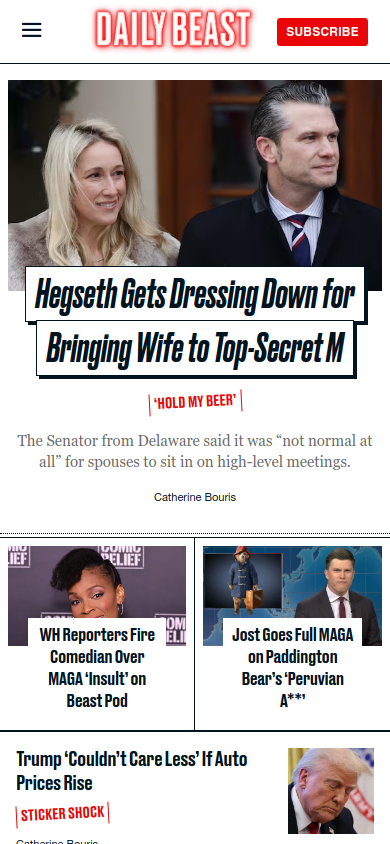 DAILY BEAST
SUBSCRIBE
Hegseth Gets Dressing Down for
Bringing Wife to Top-Secret M
‘HOLD MY BEER’
The Senator from Delaware said it was “not normal at
all” for spouses to sit in on high-level meetings.
Catherine Bouris
COMIC
RELIEF
WH Reporters Fire
Comedian Over
MAGA ‘Insult’ on
Beast Pod
Jost Goes Full MAGA
on Paddington
Bear’s ‘Peruvian
A**’
Trump ‘Couldn’t Care Less’ If Auto
Prices Rise
STICKER SHOCK
Catherine Bouris